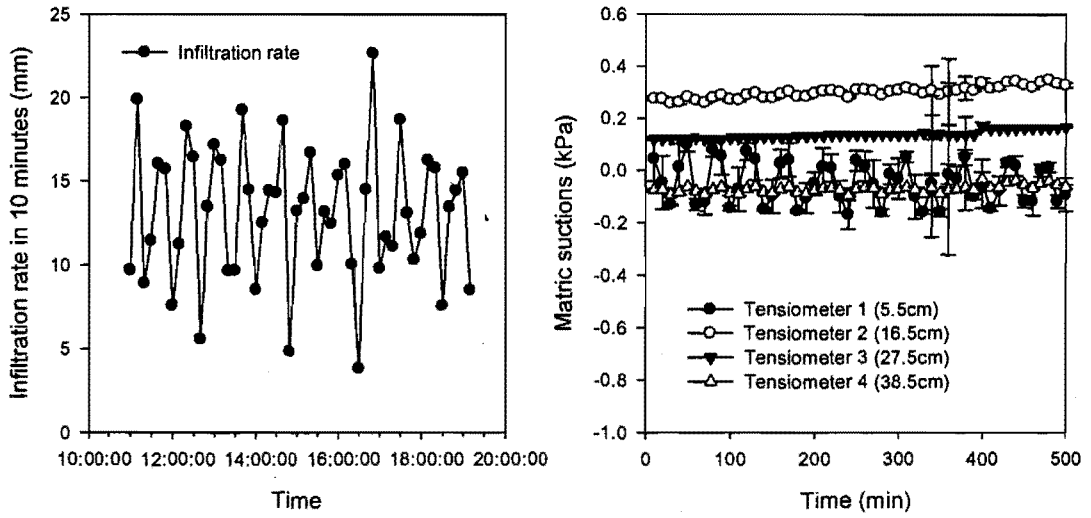 25
20
15
10
5
0
Infiltration rate in 10 minutes (mm)
Infiltration rate
10:00:00 12:00:00 14:00:00 16:00:00 18:00:00 20:00:00
Time
0.6
0.4
0.2
0.0
-0.2
-0.4
-0.6
-0.8
-1.0
Matric suctions (kPa)
Tensiometer 1 (5.5cm)
Tensiometer 2 (16.5cm)
Tensiometer 3 (27.5cm)
Tensiometer 4 (38.5cm)
0 100 200 300 400 500
Time (min)